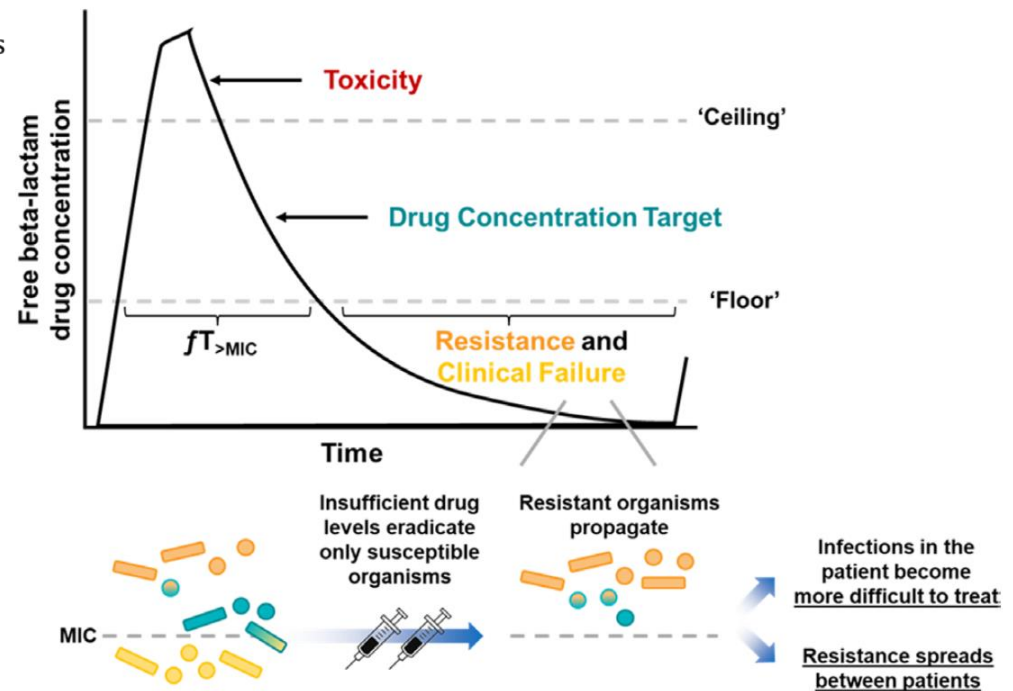 s
Toxicity
'Ceiling'
Free beta-lactam
drug concentration
Drug Concentration Target
'Floor'
fT>MIC
Resistance and
Clinical Failure
Time
Insufficient drug
levels eradicate
only susceptible
organisms
Resistant organisms
propagate
Infections in the
patient become
more difficult to treat
MIC
Resistance spreads
between patients